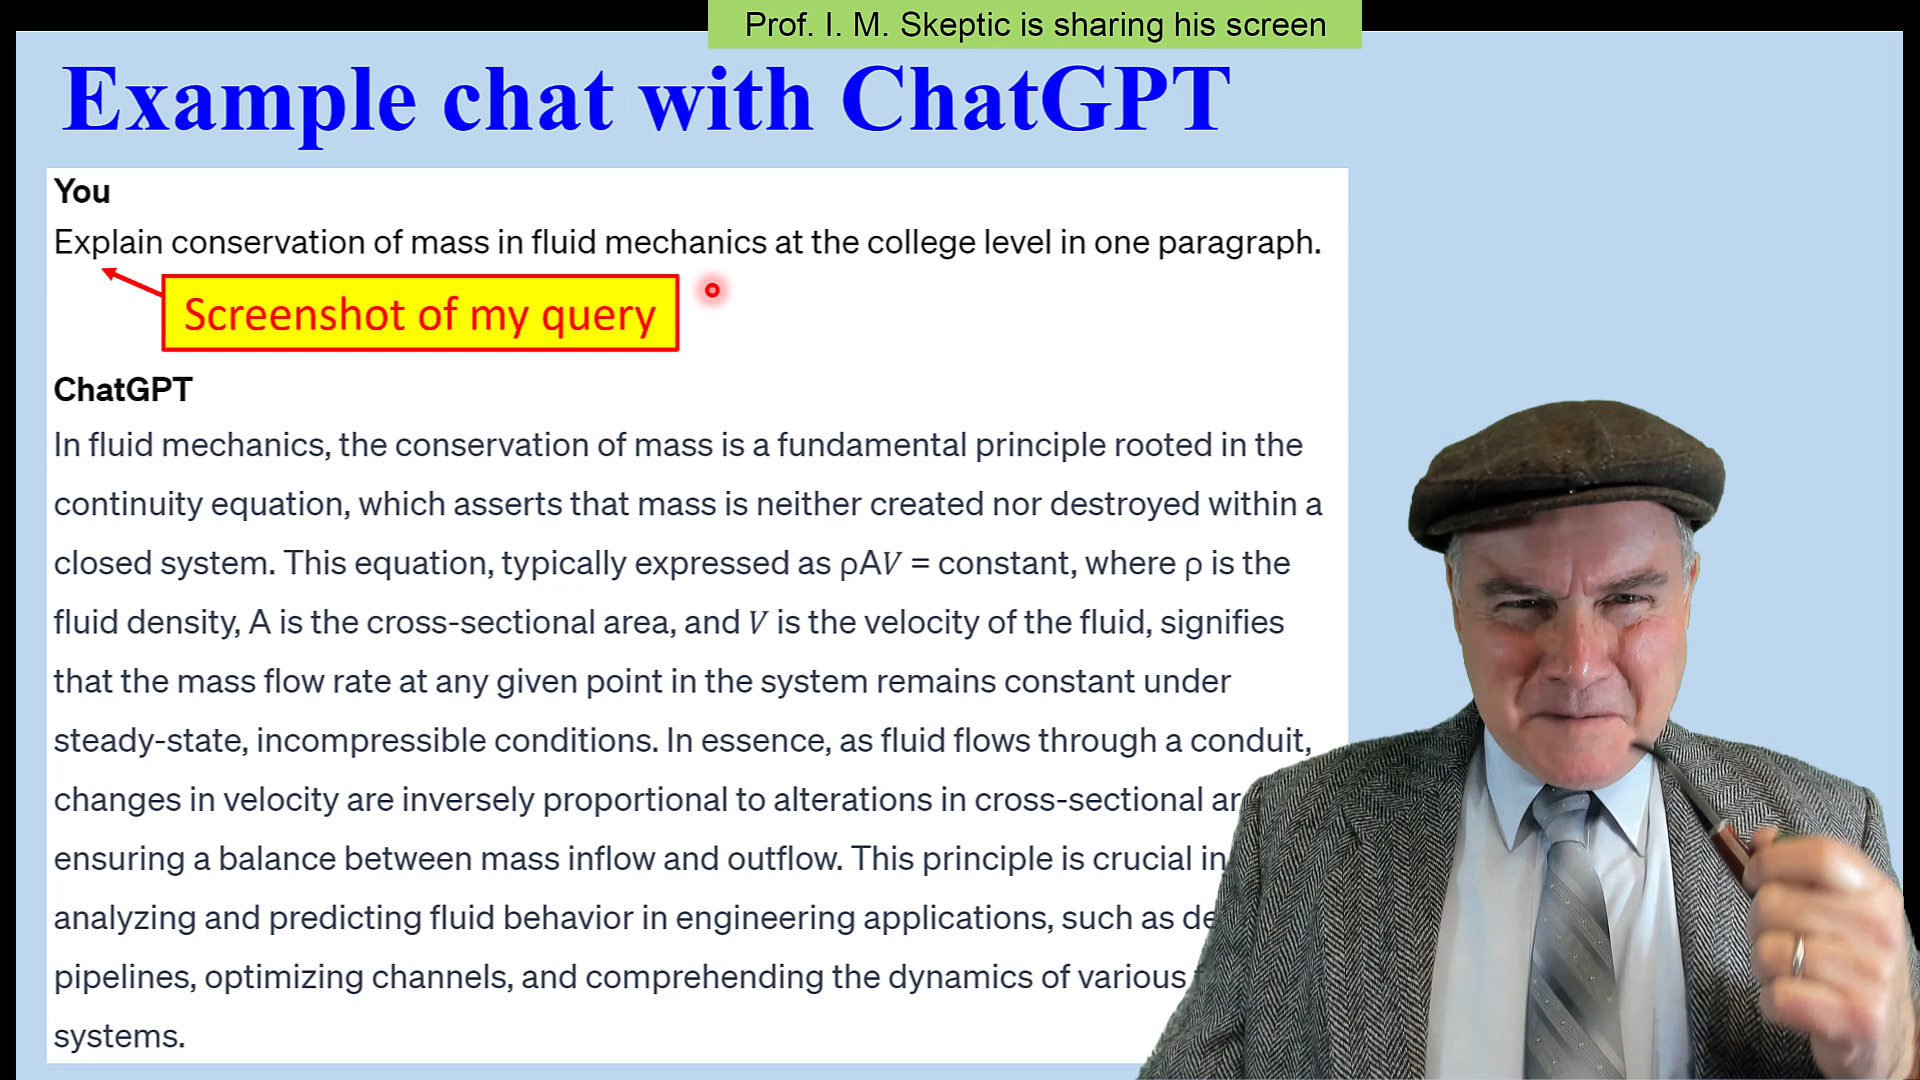 Prof. I. M. Skeptic is sharing his screen
Example chat with ChatGPT
You
Explain conservation of mass in fluid mechanics at the college level in one paragraph.
Screenshot of my query
ChatGPT
In fluid mechanics, the conservation of mass is a fundamental principle rooted in the
continuity equation, which asserts that mass is neither created nor destroyed within a
closed system. This equation, typically expressed as ρAV = constant, where ρ is the
fluid density, A is the cross-sectional area, and V is the velocity of the fluid, signifies
that the mass flow rate at any given point in the system remains constant under
steady-state, incompressible conditions. In essence, as fluid flows through a conduit,
changes in velocity are inversely proportional to alterations in cross-sectional
ensuring a balance between mass inflow and outflow. This principle is crucial in
analyzing and predicting fluid behavior in engineering applications, such as
pipelines, optimizing channels, and comprehending the dynamics of various
systems.